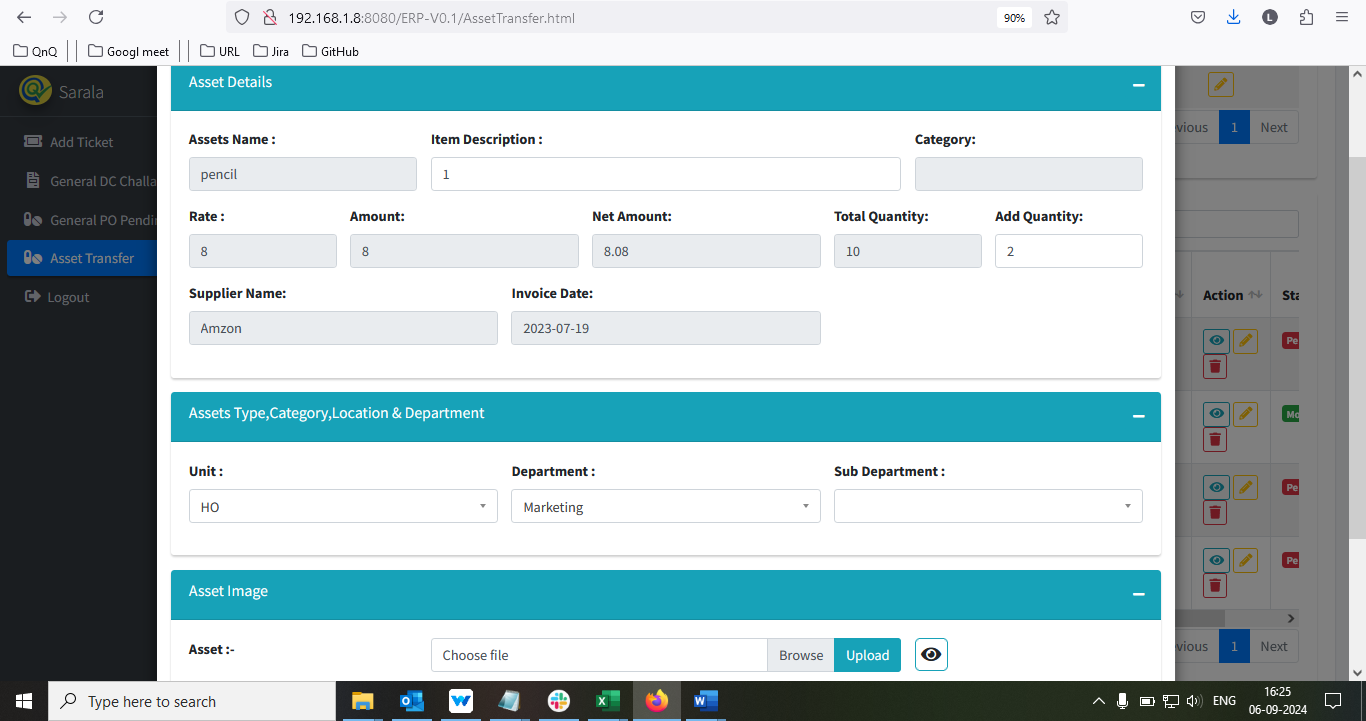 192.168.1.8:8080/ERP-V0.1/AssetTransfer.html
90%
L
QnQ
Googl meet
URL
Jira
GitHub
Sarala
Add Ticket
General DC Challa
General PO Pendin
Asset Transfer
Logout
Asset Details
Assets Name :
Item Description :
Category:
pencil
1
Rate :
Amount:
Net Amount:
Total Quantity:
Add Quantity:
8
8
8.08
10
2
Supplier Name:
Invoice Date:
Amzon
2023-07-19
Assets Type,Category,Location & Department
Unit :
Department :
Sub Department :
HO
Marketing
Asset Image
Asset :-
Choose file
Browse
Upload
vious
1
Next
Action
Sta
Pe
Mo
Pe
Pe
vious
1
Next
Type here to search
ENG
16:25
06-09-2024